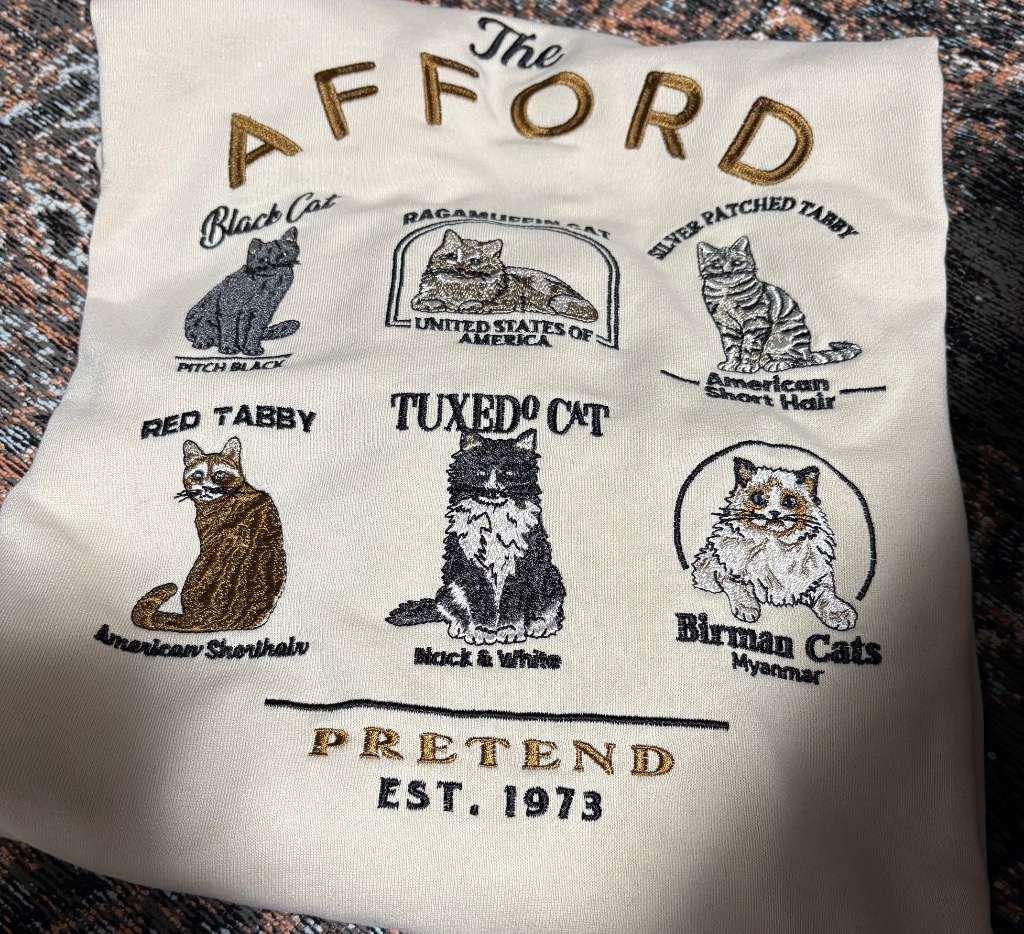 The
AFFORD
Black Cat
PITCH BLACK
RAGAMUFFIN CAT
UNITED STATES OF
AMERICA
SILVER PATCHED TABBY
American
Short Hair
RED TABBY
American Shorthair
TUXEDO CAT
Black & White
Birman Cats
Myanmar
PRETEND
EST. 1973